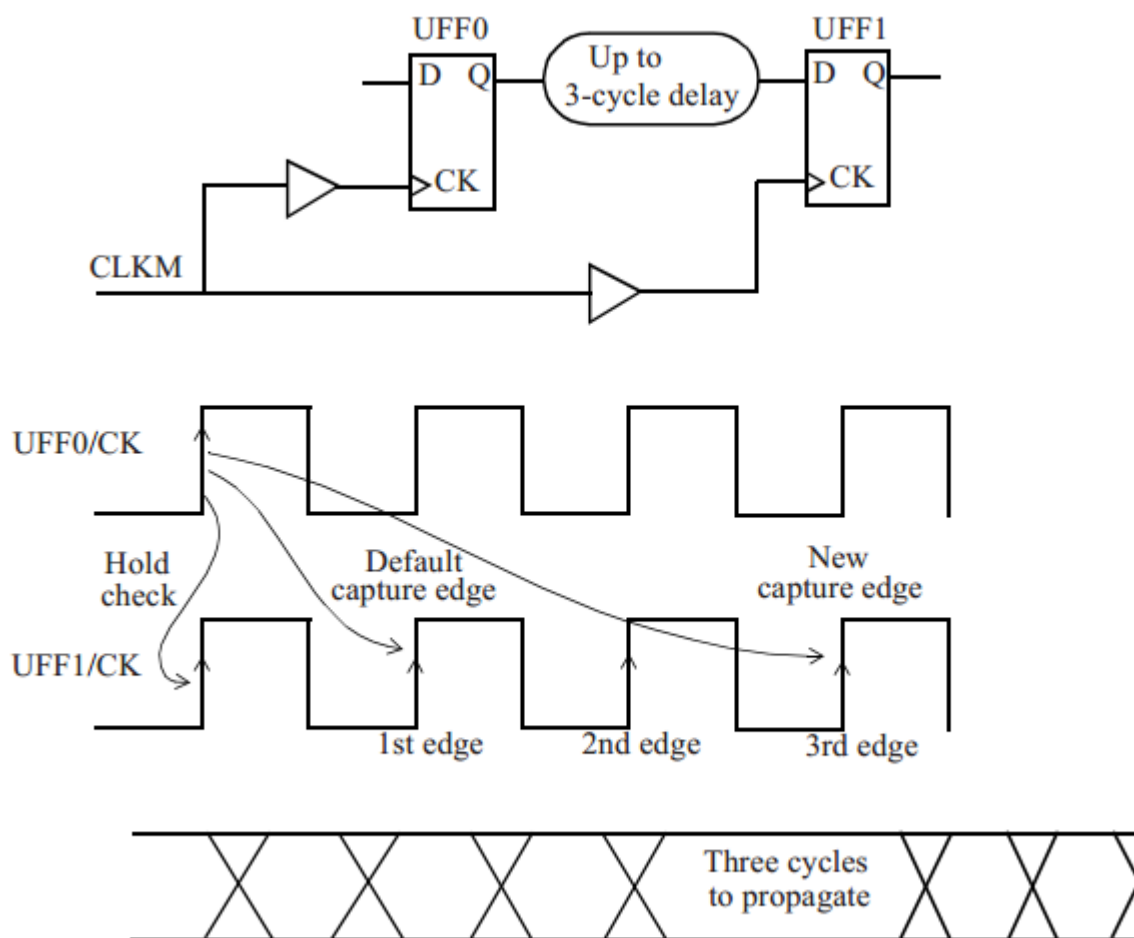 UFF0
UFF1
D Q
Up to
3-cycle delay
D Q
CK
CK
CLKM
UFF0/CK
Hold
check
Default
capture edge
New
capture edge
UFF1/CK
1st edge
2nd edge
3rd edge
Three cycles
to propagate